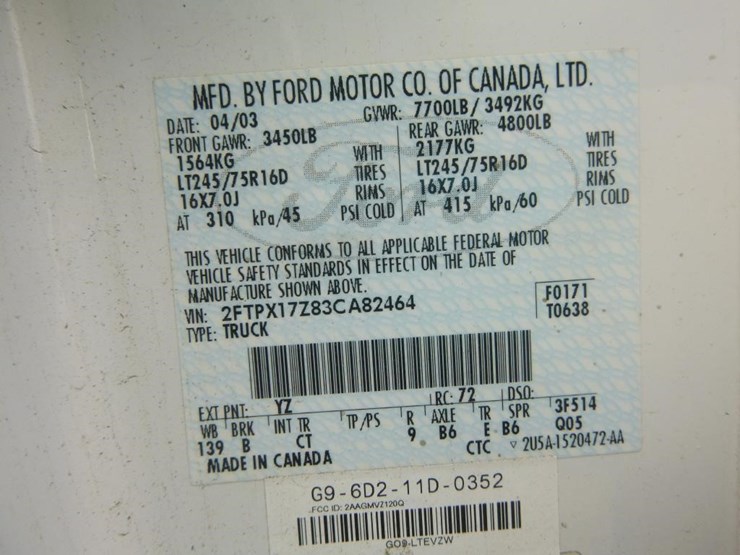 MFD. BY FORD MOTOR CO. OF CANADA, LTD.
DATE: 04/03 GVWR: 7700LB / 3492KG
FRONT GAWR: 3450LB REAR GAWR: 4800LB
1564KG WITH 2177KG WITH
LT245/75R16D TIRES LT245/75R16D TIRES
16X7.0J RIMS 16X7.0J RIMS
AT 310 kPa/45 PSI COLD AT 415 kPa/60 PSI COLD
Ford
THIS VEHICLE CONFORMS TO ALL APPLICABLE FEDERAL MOTOR
VEHICLE SAFETY STANDARDS IN EFFECT ON THE DATE OF
MANUFACTURE SHOWN ABOVE.
VIN: 2FTPX17Z83CA82464 F0171
TYPE: TRUCK T0638
EXT PNT: YZ RC: 72 DSO:
WB BRK INT TR TP/PS R AXLE TR SPR 3F514
139 B CT 9 B6 E B6 Q05
MADE IN CANADA CTC ▽ 2U5A-1520472-AA
G9-6D2-11D-0352
FCC ID: 2AAGMVZ120Q
GO9-LTEVZW